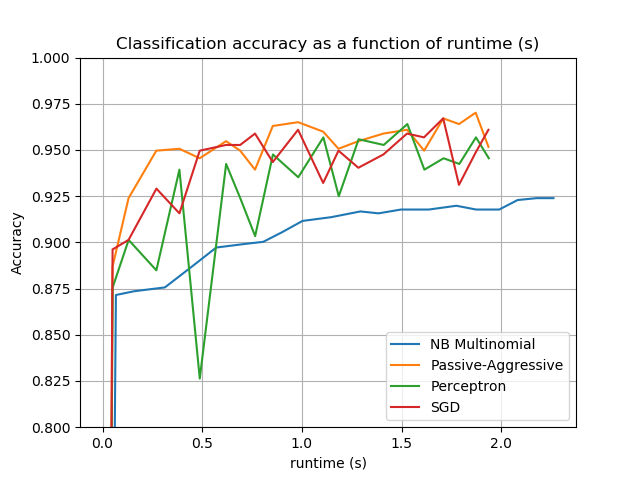 Classification accuracy as a function of runtime (s)
1.000
0.975
0.950
0.925
0.900
0.875
0.850
0.825
0.800
Accuracy
NB Multinomial
Passive-Aggressive
Perceptron
SGD
0.0 0.5 1.0 1.5 2.0
runtime (s)